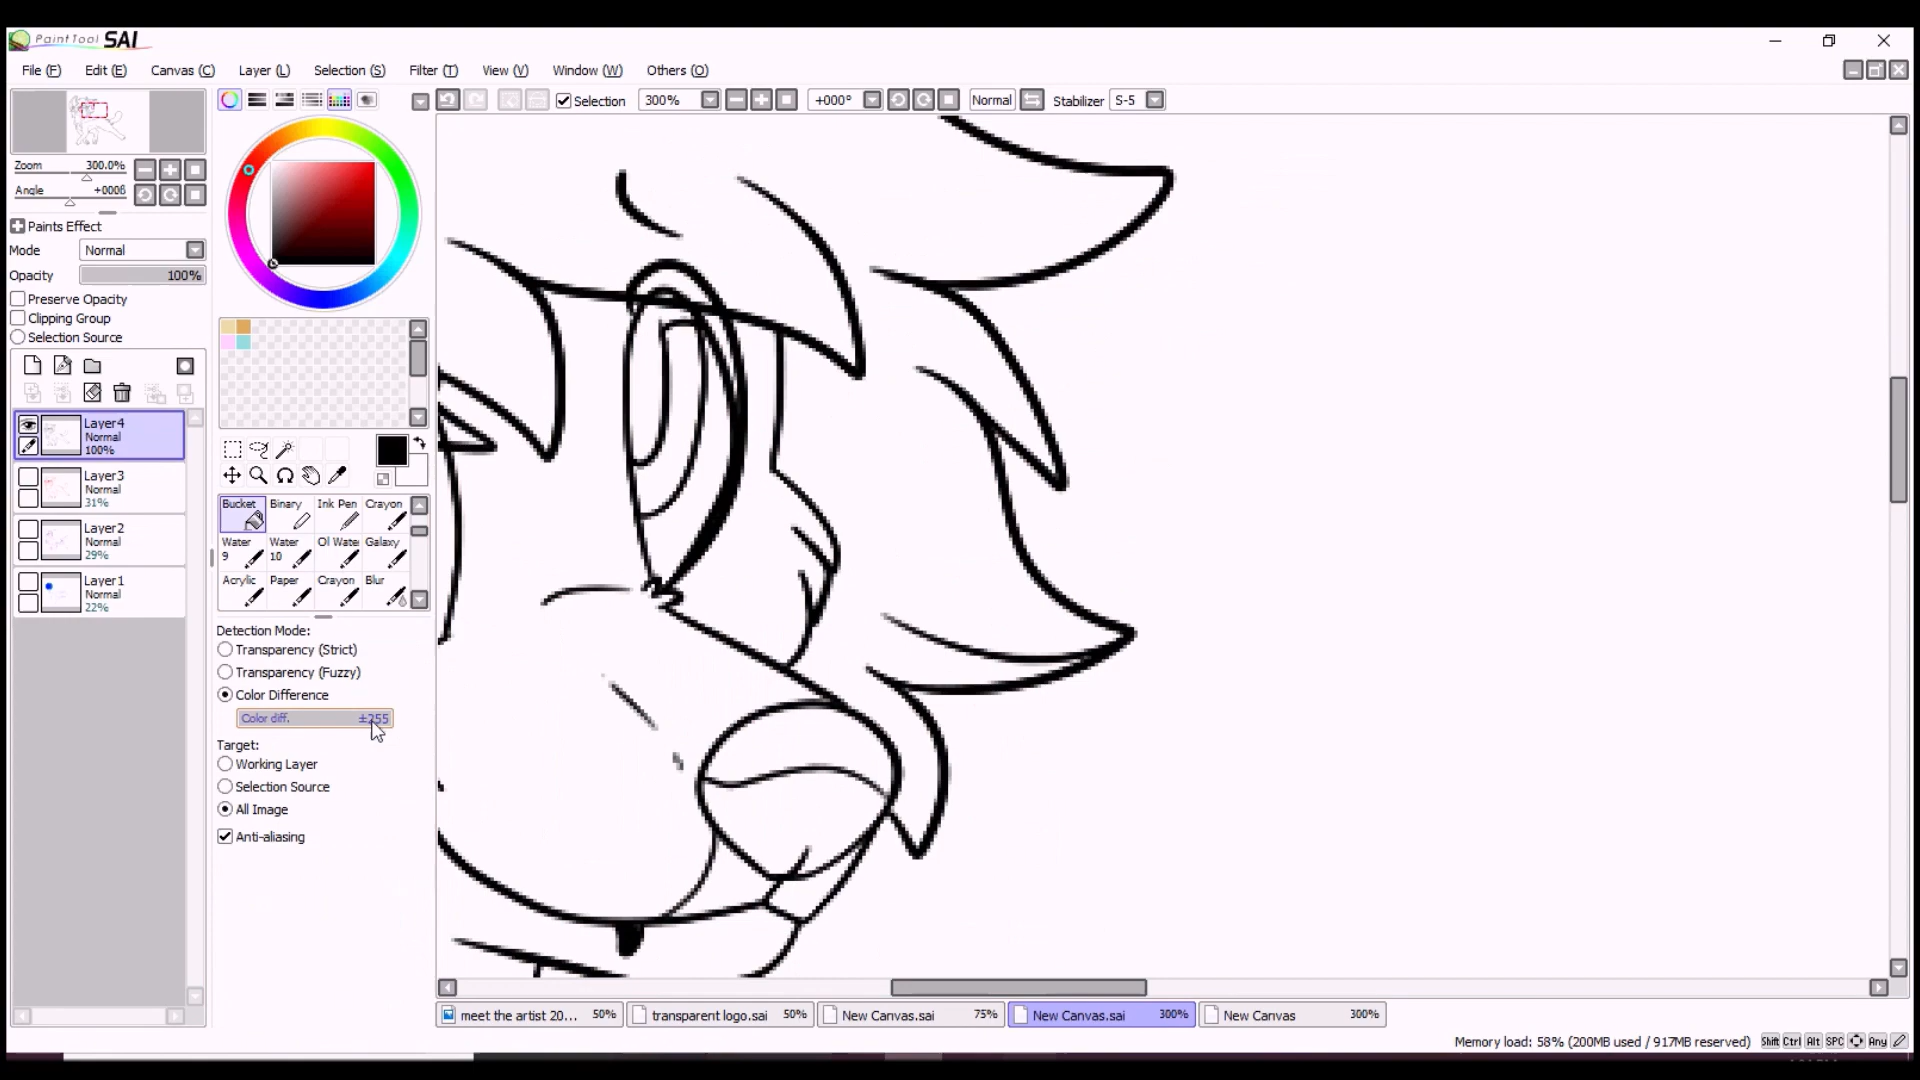 PaintTool SAI
File (F) Edit (E) Canvas (C) Layer (L) Selection (S) Filter (T) View (V) Window (W) Others (O)
Selection 300% +000° Normal Stabilizer S-5
Zoom 300.0%
Angle +000ß
Paints Effect
Mode Normal
Opacity 100%
Preserve Opacity
Clipping Group
Selection Source
Layer4
Normal
100%
Layer3
Normal
31%
Layer2
Normal
29%
Layer1
Normal
22%
Bucket Binary Ink Pen Crayon
Water 9 Water 10 Ol Wate Galaxy
Acrylic Paper Crayon Blur
Detection Mode:
Transparency (Strict)
Transparency (Fuzzy)
Color Difference
Color diff. ±255
Target:
Working Layer
Selection Source
All Image
Anti-aliasing
meet the artist 20... 50% transparent logo.sai 50% New Canvas.sai 75% New Canvas.sai 300% New Canvas 300%
Memory load: 58% (200MB used / 917MB reserved) Shift Ctrl Alt SPC Any